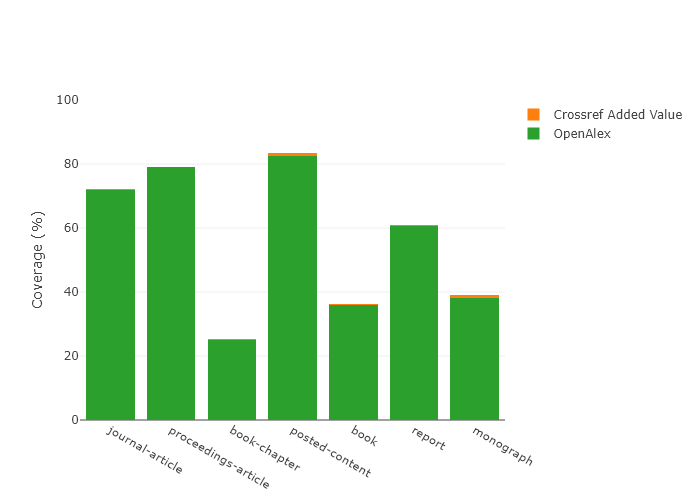 100
80
60
40
20
0
Coverage (%)
journal-article
proceedings-article
book-chapter
posted-content
book
report
monograph
Crossref Added Value
OpenAlex